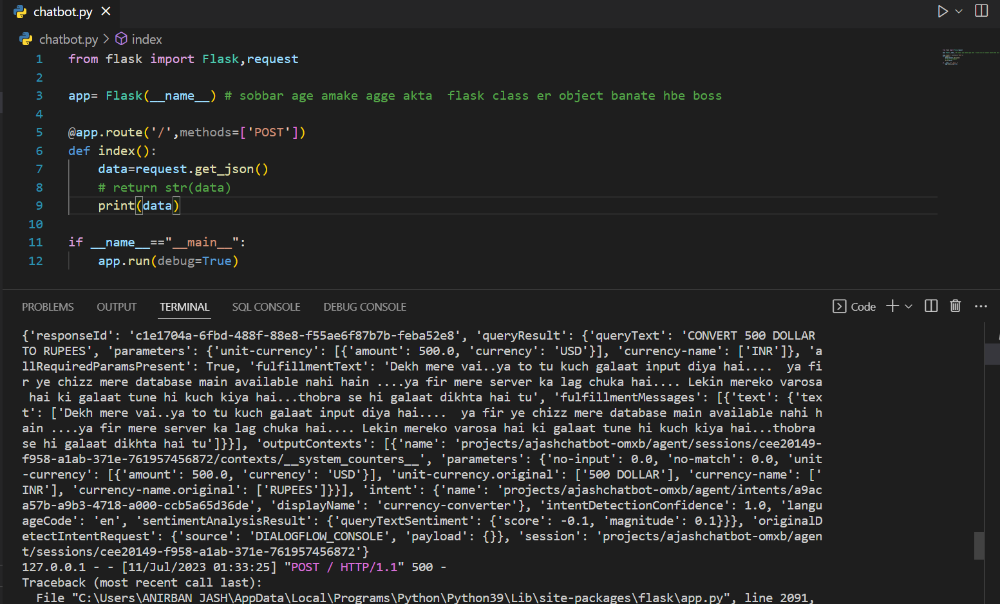 chatbot.py
chatbot.py > index
1 from flask import Flask,request
2
3 app= Flask(__name__) # sobbar age amake agge akta  flask class er object banate hbe boss
4
5 @app.route('/',methods=['POST'])
6 def index():
7     data=request.get_json()
8     # return str(data)
9     print(data)
10
11 if __name__=="__main__":
12     app.run(debug=True)
PROBLEMS OUTPUT TERMINAL SQL CONSOLE DEBUG CONSOLE Code
{'responseId': 'c1e1704a-6fbd-488f-88e8-f55ae6f87b7b-feba52e8', 'queryResult': {'queryText': 'CONVERT 500 DOLLAR
TO RUPEES', 'parameters': {'unit-currency': [{'amount': 500.0, 'currency': 'USD'}], 'currency-name': ['INR']}, 'a
llRequiredParamsPresent': True, 'fulfillmentText': 'Dekh mere vai..ya to tu kuch galaat input diya hai....  ya fi
r ye chizz mere database main available nahi hain ....ya fir mere server ka lag chuka hai.... Lekin mereko varosa
 hai ki galaat tune hi kuch kiya hai...thobra se hi galaat dikhta hai tu', 'fulfillmentMessages': [{'text': {'tex
t': ['Dekh mere vai..ya to tu kuch galaat input diya hai....  ya fir ye chizz mere database main available nahi h
ain ....ya fir mere server ka lag chuka hai.... Lekin mereko varosa hai ki galaat tune hi kuch kiya hai...thobra
se hi galaat dikhta hai tu']}}], 'outputContexts': [{'name': 'projects/ajashchatbot-omxb/agent/sessions/cee20149-
f958-a1ab-371e-761957456872/contexts/__system_counters__', 'parameters': {'no-input': 0.0, 'no-match': 0.0, 'unit
-currency': [{'amount': 500.0, 'currency': 'USD'}], 'unit-currency.original': ['500 DOLLAR'], 'currency-name': ['
INR'], 'currency-name.original': ['RUPEES']}}], 'intent': {'name': 'projects/ajashchatbot-omxb/agent/intents/a9ac
a57b-a9b3-4718-a000-ccb5a65d36de', 'displayName': 'currency-converter'}, 'intentDetectionConfidence': 1.0, 'langu
ageCode': 'en', 'sentimentAnalysisResult': {'queryTextSentiment': {'score': -0.1, 'magnitude': 0.1}}}, 'originalD
etectIntentRequest': {'source': 'DIALOGFLOW_CONSOLE', 'payload': {}}, 'session': 'projects/ajashchatbot-omxb/agen
t/sessions/cee20149-f958-a1ab-371e-761957456872'}
127.0.0.1 - - [11/Jul/2023 01:33:25] "POST / HTTP/1.1" 500 -
Traceback (most recent call last):
  File "C:\Users\ANIRBAN JASH\AppData\Local\Programs\Python\Python39\Lib\site-packages\flask\app.py", line 2091,